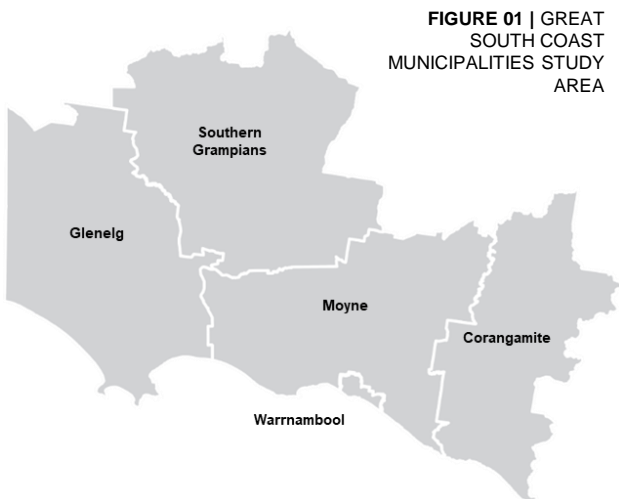 FIGURE 01 | GREAT
SOUTH COAST
MUNICIPALITIES STUDY
AREA
Southern
Grampians
Glenelg
Moyne
Corangamite
Warrnambool